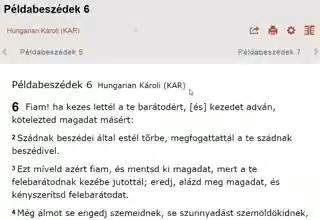 Példabeszédek 6
Hungarian Károli (KAR)
Példabeszédek 5
Példabeszédek 7
Példabeszédek 6 Hungarian Károli (KAR)
6 Fiam! ha kezes lettél a te barátodért, [és] kezedet adván,
kötelezted magadat másért:
2 Szádnak beszédei által estél tőrbe, megfogattattál a te szádnak
beszédivel.
3 Ezt míveld azért fiam, és mentsd ki magadat, mert a te
felebarátodnak kezébe jutottál; eredj, alázd meg magadat, és
kényszerítsd felebarátodat.
4 Még álmot se engedj szemeidnek, se szunnyadást szemöldökidnek,